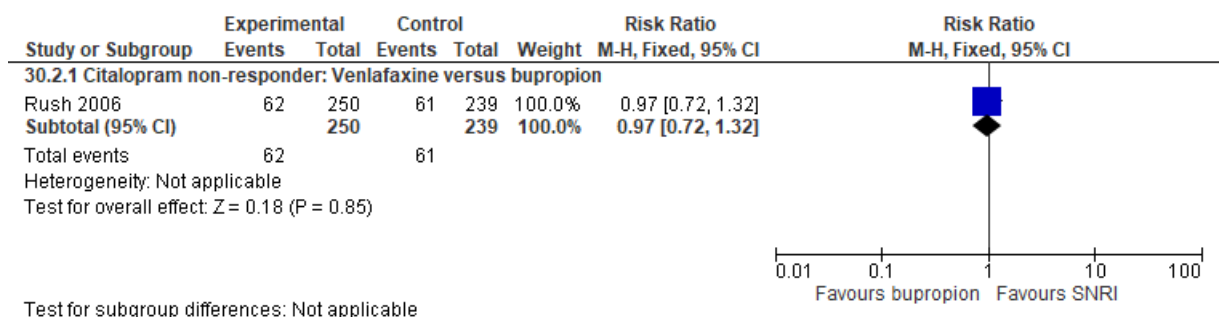 Experimental Control Risk Ratio Risk Ratio
Study or Subgroup Events Total Events Total Weight M-H, Fixed, 95% CI M-H, Fixed, 95% CI
30.2.1 Citalopram non-responder: Venlafaxine versus bupropion
Rush 2006 62 250 61 239 100.0% 0.97 [0.72, 1.32]
Subtotal (95% CI) 250 239 100.0% 0.97 [0.72, 1.32]
Total events 62 61
Heterogeneity: Not applicable
Test for overall effect: Z = 0.18 (P = 0.85)
0.01 0.1 1 10 100
Favours bupropion Favours SNRI
Test for subgroup differences: Not applicable